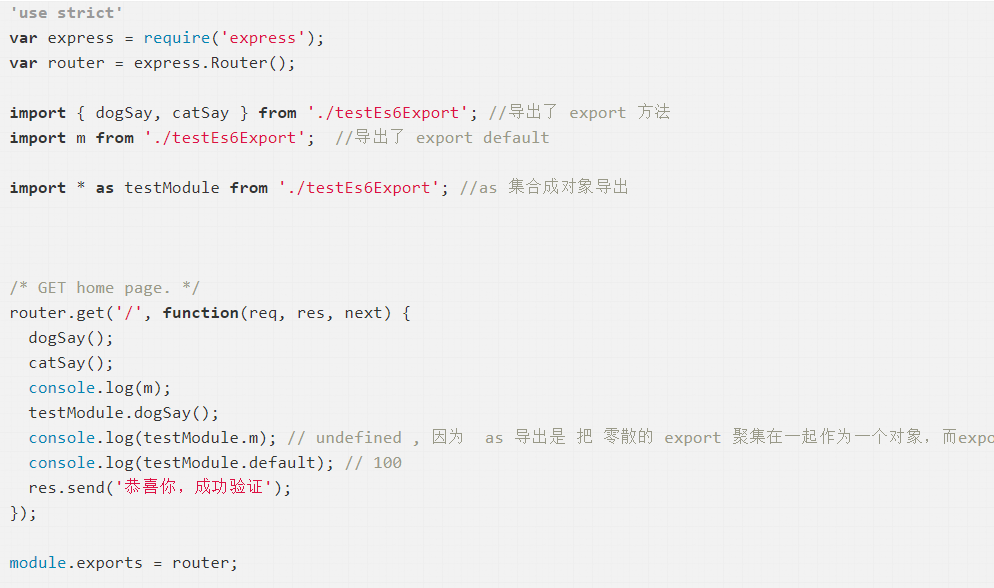 'use strict'
var express = require('express');
var router = express.Router();
import { dogSay, catSay } from './testEs6Export'; //导出了 export 方法
import m from './testEs6Export';  //导出了 export default
import * as testModule from './testEs6Export'; //as 集合成对象导出
/* GET home page. */
router.get('/', function(req, res, next) {
  dogSay();
  catSay();
  console.log(m);
  testModule.dogSay();
  console.log(testModule.m); // undefined , 因为  as 导出是 把 零散的 export 聚集在一起作为一个对象，而expo
  console.log(testModule.default); // 100
  res.send('恭喜你，成功验证');
});
module.exports = router;